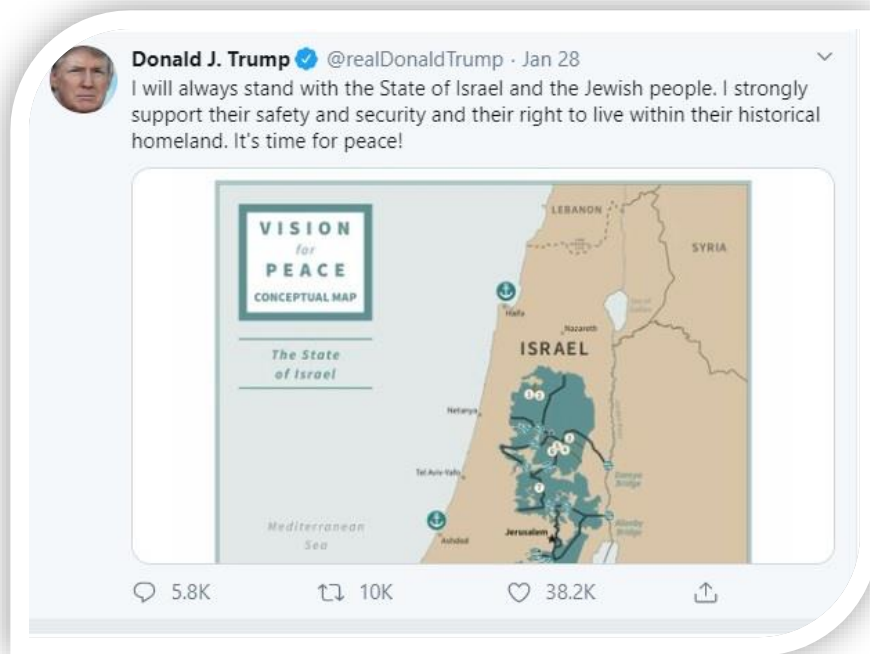 Donald J. Trump @realDonaldTrump · Jan 28
I will always stand with the State of Israel and the Jewish people. I strongly
support their safety and security and their right to live within their historical
homeland. It's time for peace!
VISION
for
PEACE
CONCEPTUAL MAP
The State
of Israel
LEBANON
SYRIA
Haifa
Nazareth
ISRAEL
Netanya
Tel Aviv-Yafo
Mediterranean
Sea
Ashdod
Jerusalem
Bridge
Allenby
Bridge
5.8K 10K 38.2K